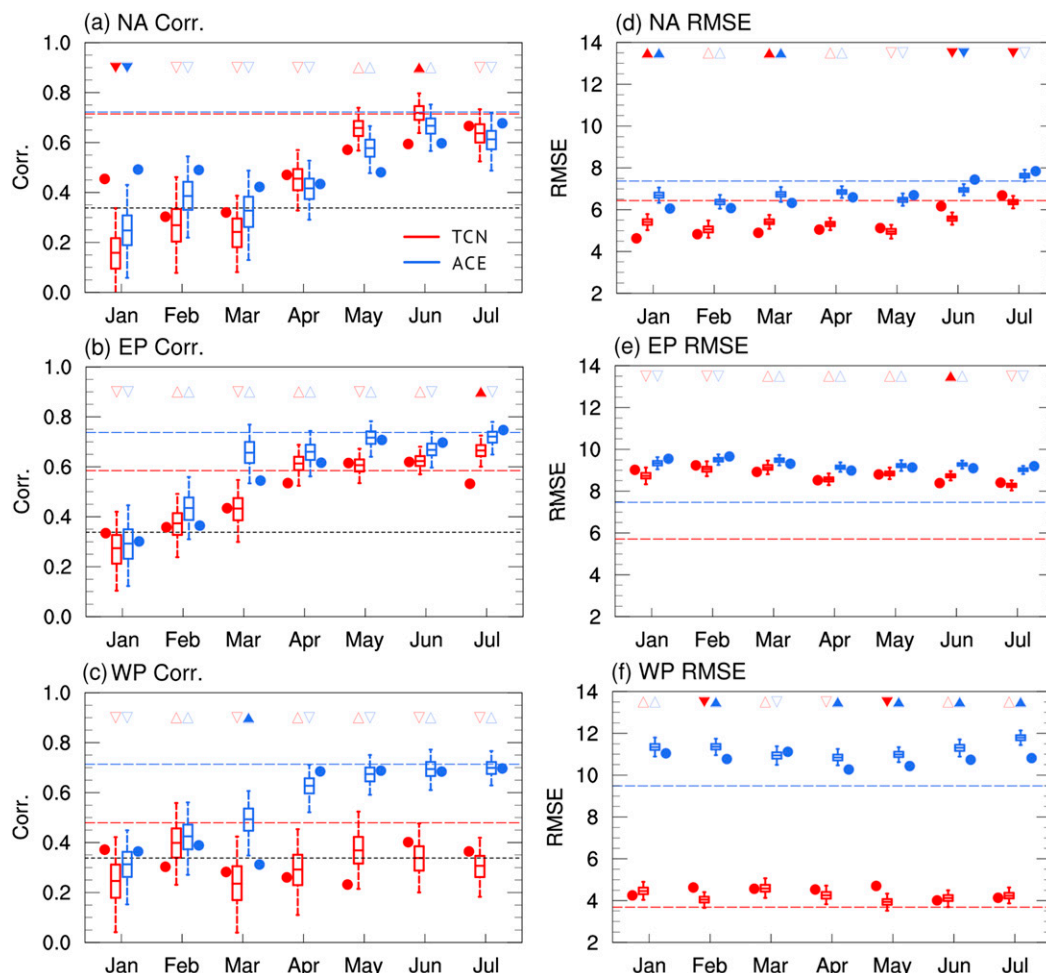 (a) NA Corr.
1.0
0.8
0.6
0.4
0.2
0.0
Corr.
TCN
ACE
Jan Feb Mar Apr May Jun Jul
(d) NA RMSE
14
12
10
8
6
4
2
RMSE
Jan Feb Mar Apr May Jun Jul
(b) EP Corr.
1.0
0.8
0.6
0.4
0.2
0.0
Corr.
Jan Feb Mar Apr May Jun Jul
(e) EP RMSE
14
12
10
8
6
4
2
RMSE
Jan Feb Mar Apr May Jun Jul
(c) WP Corr.
1.0
0.8
0.6
0.4
0.2
0.0
Corr.
Jan Feb Mar Apr May Jun Jul
(f) WP RMSE
14
12
10
8
6
4
2
RMSE
Jan Feb Mar Apr May Jun Jul